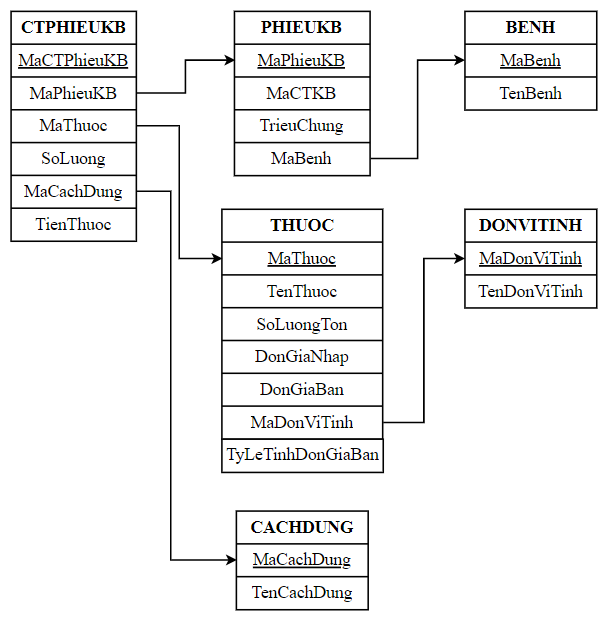 CTPHIEUKB
MaCTPhieuKB
MaPhieuKB
MaThuoc
SoLuong
MaCachDung
TienThuoc
PHIEUKB
MaPhieuKB
MaCTKB
TrieuChung
MaBenh
BENH
MaBenh
TenBenh
THUOC
MaThuoc
TenThuoc
SoLuongTon
DonGiaNhap
DonGiaBan
MaDonViTinh
TyLeTinhDonGiaBan
DONVITINH
MaDonViTinh
TenDonViTinh
CACHDUNG
MaCachDung
TenCachDung